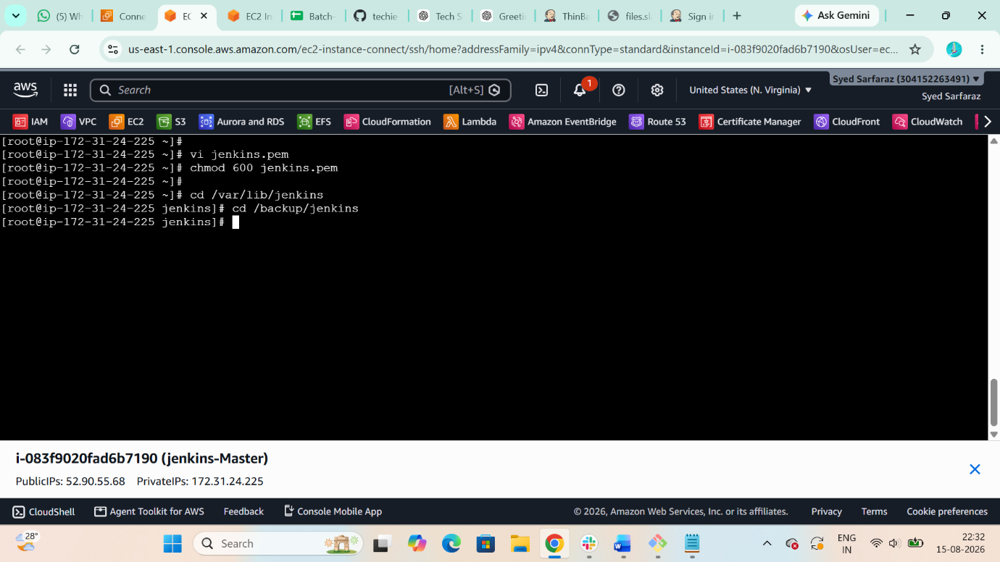 (5) Wh
Conne
EC
EC2 In
Batch-
techie-
Tech S
Greetin
ThinBa
files.sl
Sign in
Ask Gemini
us-east-1.console.aws.amazon.com/ec2-instance-connect/ssh/home?addressFamily=ipv4&connType=standard&instanceId=i-083f9020fad6b7190&osUser=ec...
aws
Search
[Alt+S]
1
United States (N. Virginia)
Syed Sarfaraz (304152263491)
Syed Sarfaraz
IAM
VPC
EC2
S3
Aurora and RDS
EFS
CloudFormation
Lambda
Amazon EventBridge
Route 53
Certificate Manager
CloudFront
CloudWatch
[root@ip-172-31-24-225 ~]#
[root@ip-172-31-24-225 ~]# vi jenkins.pem
[root@ip-172-31-24-225 ~]# chmod 600 jenkins.pem
[root@ip-172-31-24-225 ~]#
[root@ip-172-31-24-225 ~]# cd /var/lib/jenkins
[root@ip-172-31-24-225 jenkins]# cd /backup/jenkins
[root@ip-172-31-24-225 jenkins]#
i-083f9020fad6b7190 (jenkins-Master)
PublicIPs: 52.90.55.68 PrivateIPs: 172.31.24.225
CloudShell
Agent Toolkit for AWS
Feedback
Console Mobile App
© 2026, Amazon Web Services, Inc. or its affiliates.
Privacy
Terms
Cookie preferences
28°
Search
ENG
IN
22:32
15-08-2026